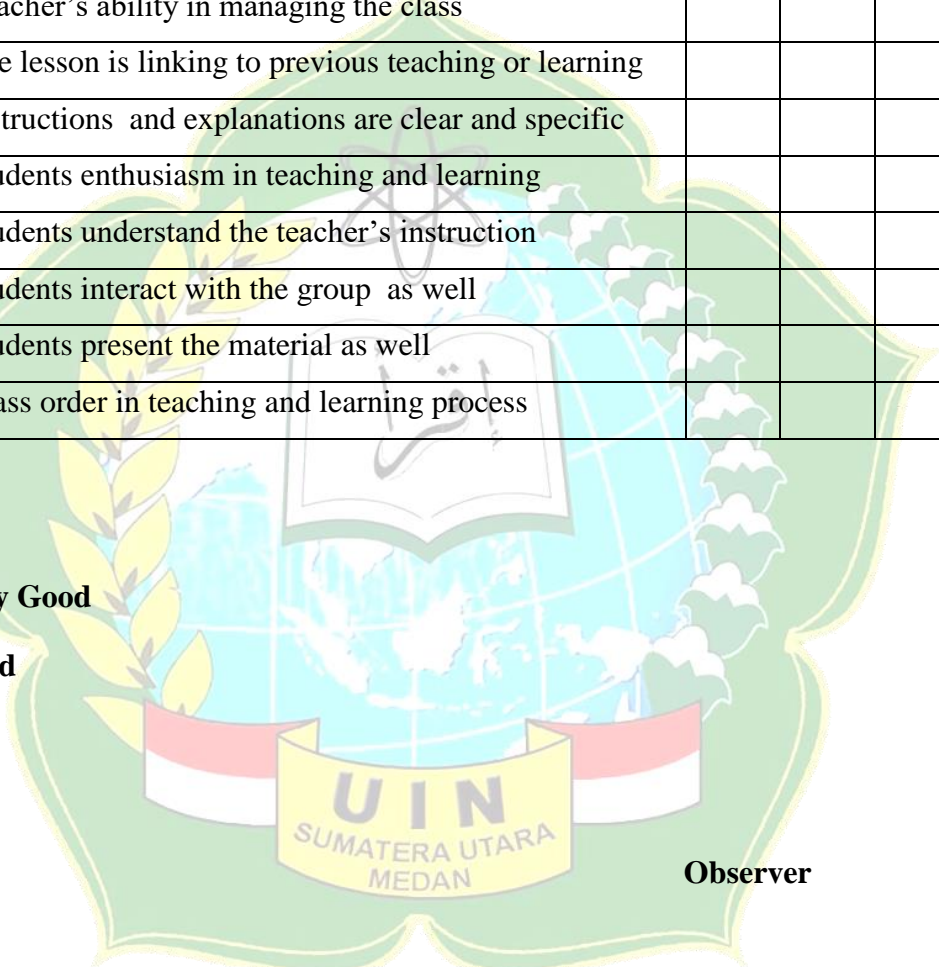 acher’s ability in managing the class
e lesson is linking to previous teaching or learning
tructions and explanations are clear and specific
udents enthusiasm in teaching and learning
udents understand the teacher’s instruction
udents interact with the group as well
udents present the material as well
ass order in teaching and learning process
إقرأ
y Good
d
UIN
SUMATERA UTARA
MEDAN
Observer